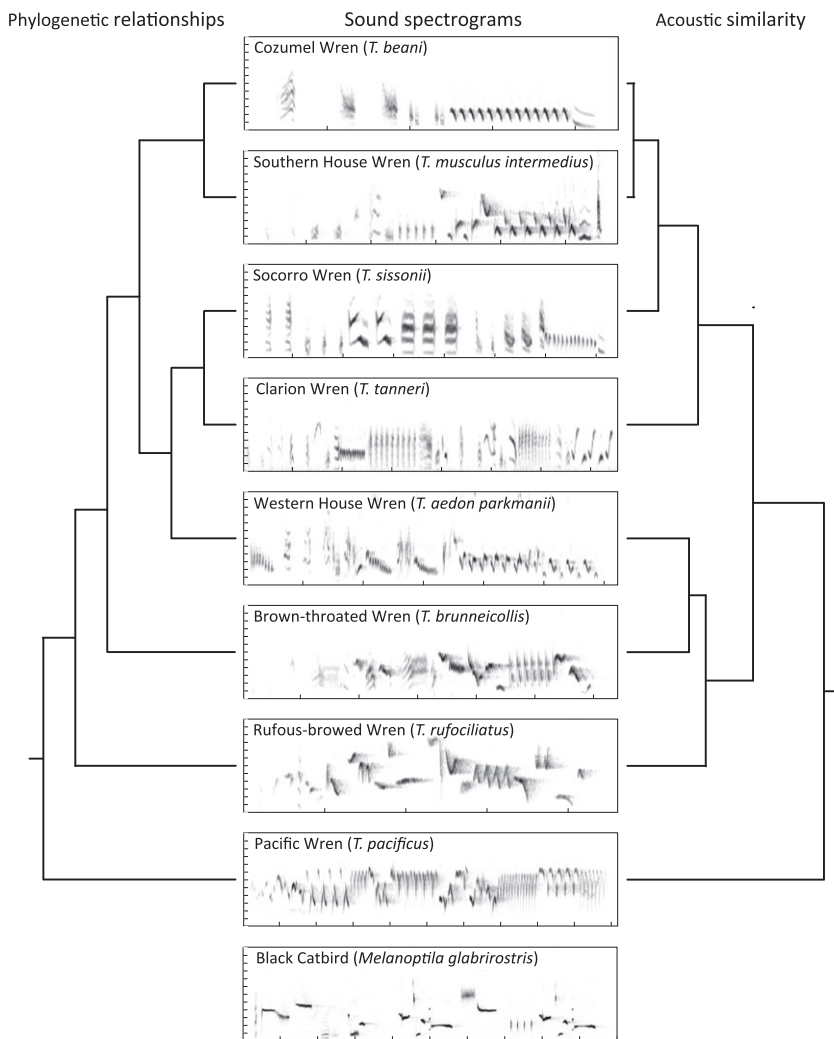 Phylogenetic relationships
Sound spectrograms
Acoustic similarity
Cozumel Wren (T. beani)
Southern House Wren (T. musculus intermedius)
Socorro Wren (T. sissonii)
Clarion Wren (T. tanneri)
Western House Wren (T. aedon parkmanii)
Brown-throated Wren (T. brunneicollis)
Rufous-browed Wren (T. rufociliatus)
Pacific Wren (T. pacificus)
Black Catbird (Melanoptila glabrirostris)